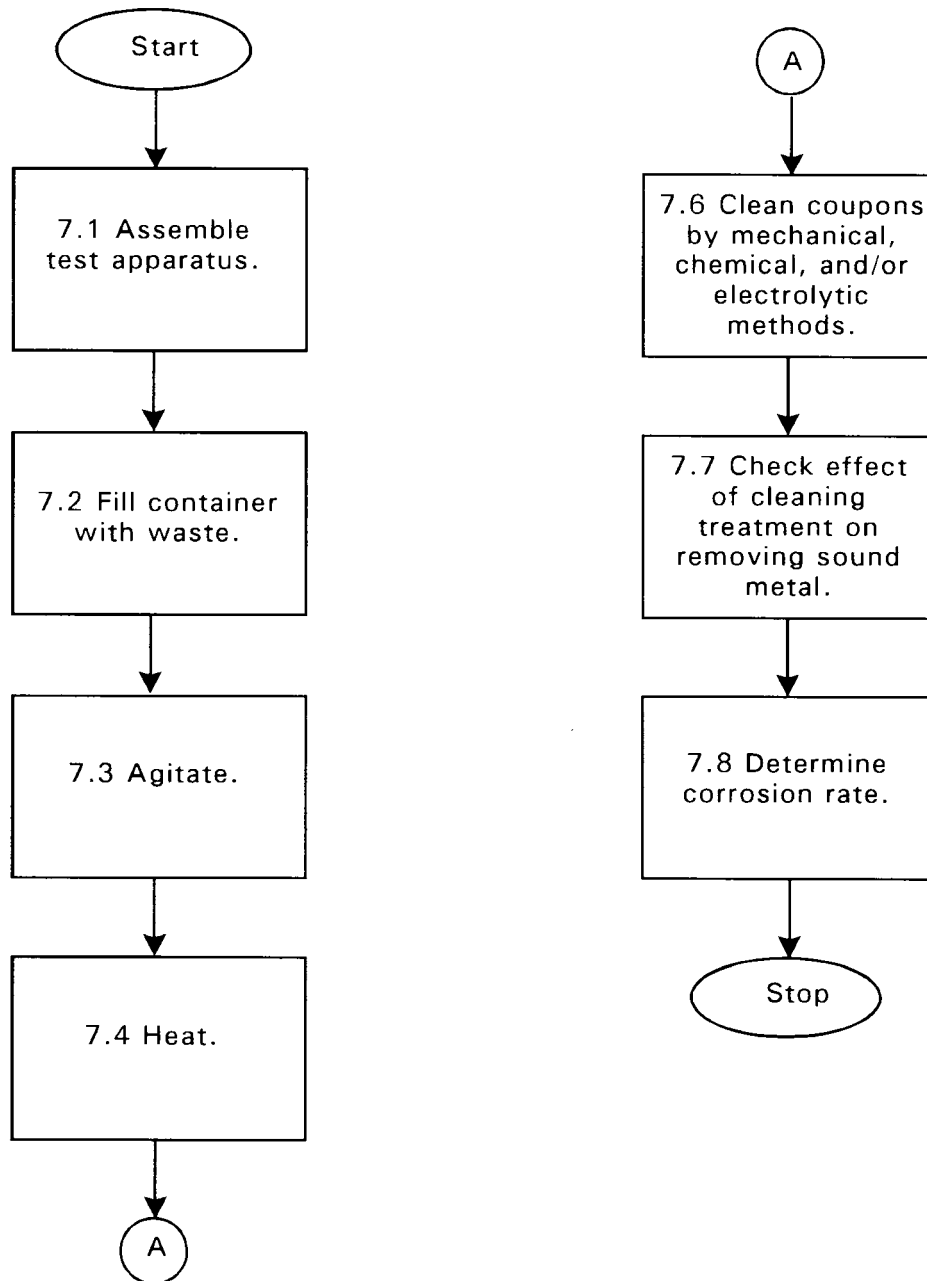 Start
7.1 Assemble
test apparatus.
7.2 Fill container
with waste.
7.3 Agitate.
7.4 Heat.
A
A
7.6 Clean coupons
by mechanical,
chemical, and/or
electrolytic
methods.
7.7 Check effect
of cleaning
treatment on
removing sound
metal.
7.8 Determine
corrosion rate.
Stop